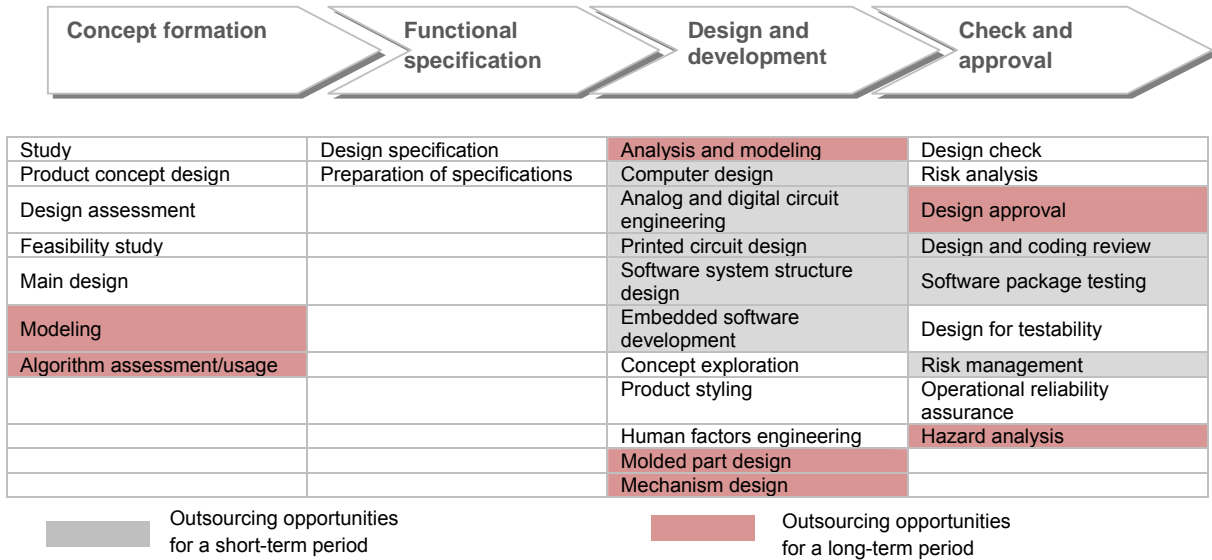 Concept formation
Functional
specification
Design and
development
Check and
approval
Study
Design specification
Analysis and modeling
Design check
Product concept design
Preparation of specifications
Computer design
Risk analysis
Design assessment
Analog and digital circuit
engineering
Design approval
Feasibility study
Printed circuit design
Design and coding review
Main design
Software system structure
design
Software package testing
Modeling
Embedded software
development
Design for testability
Algorithm assessment/usage
Concept exploration
Risk management
Product styling
Operational reliability
assurance
Human factors engineering
Hazard analysis
Molded part design
Mechanism design
Outsourcing opportunities
for a short-term period
Outsourcing opportunities
for a long-term period